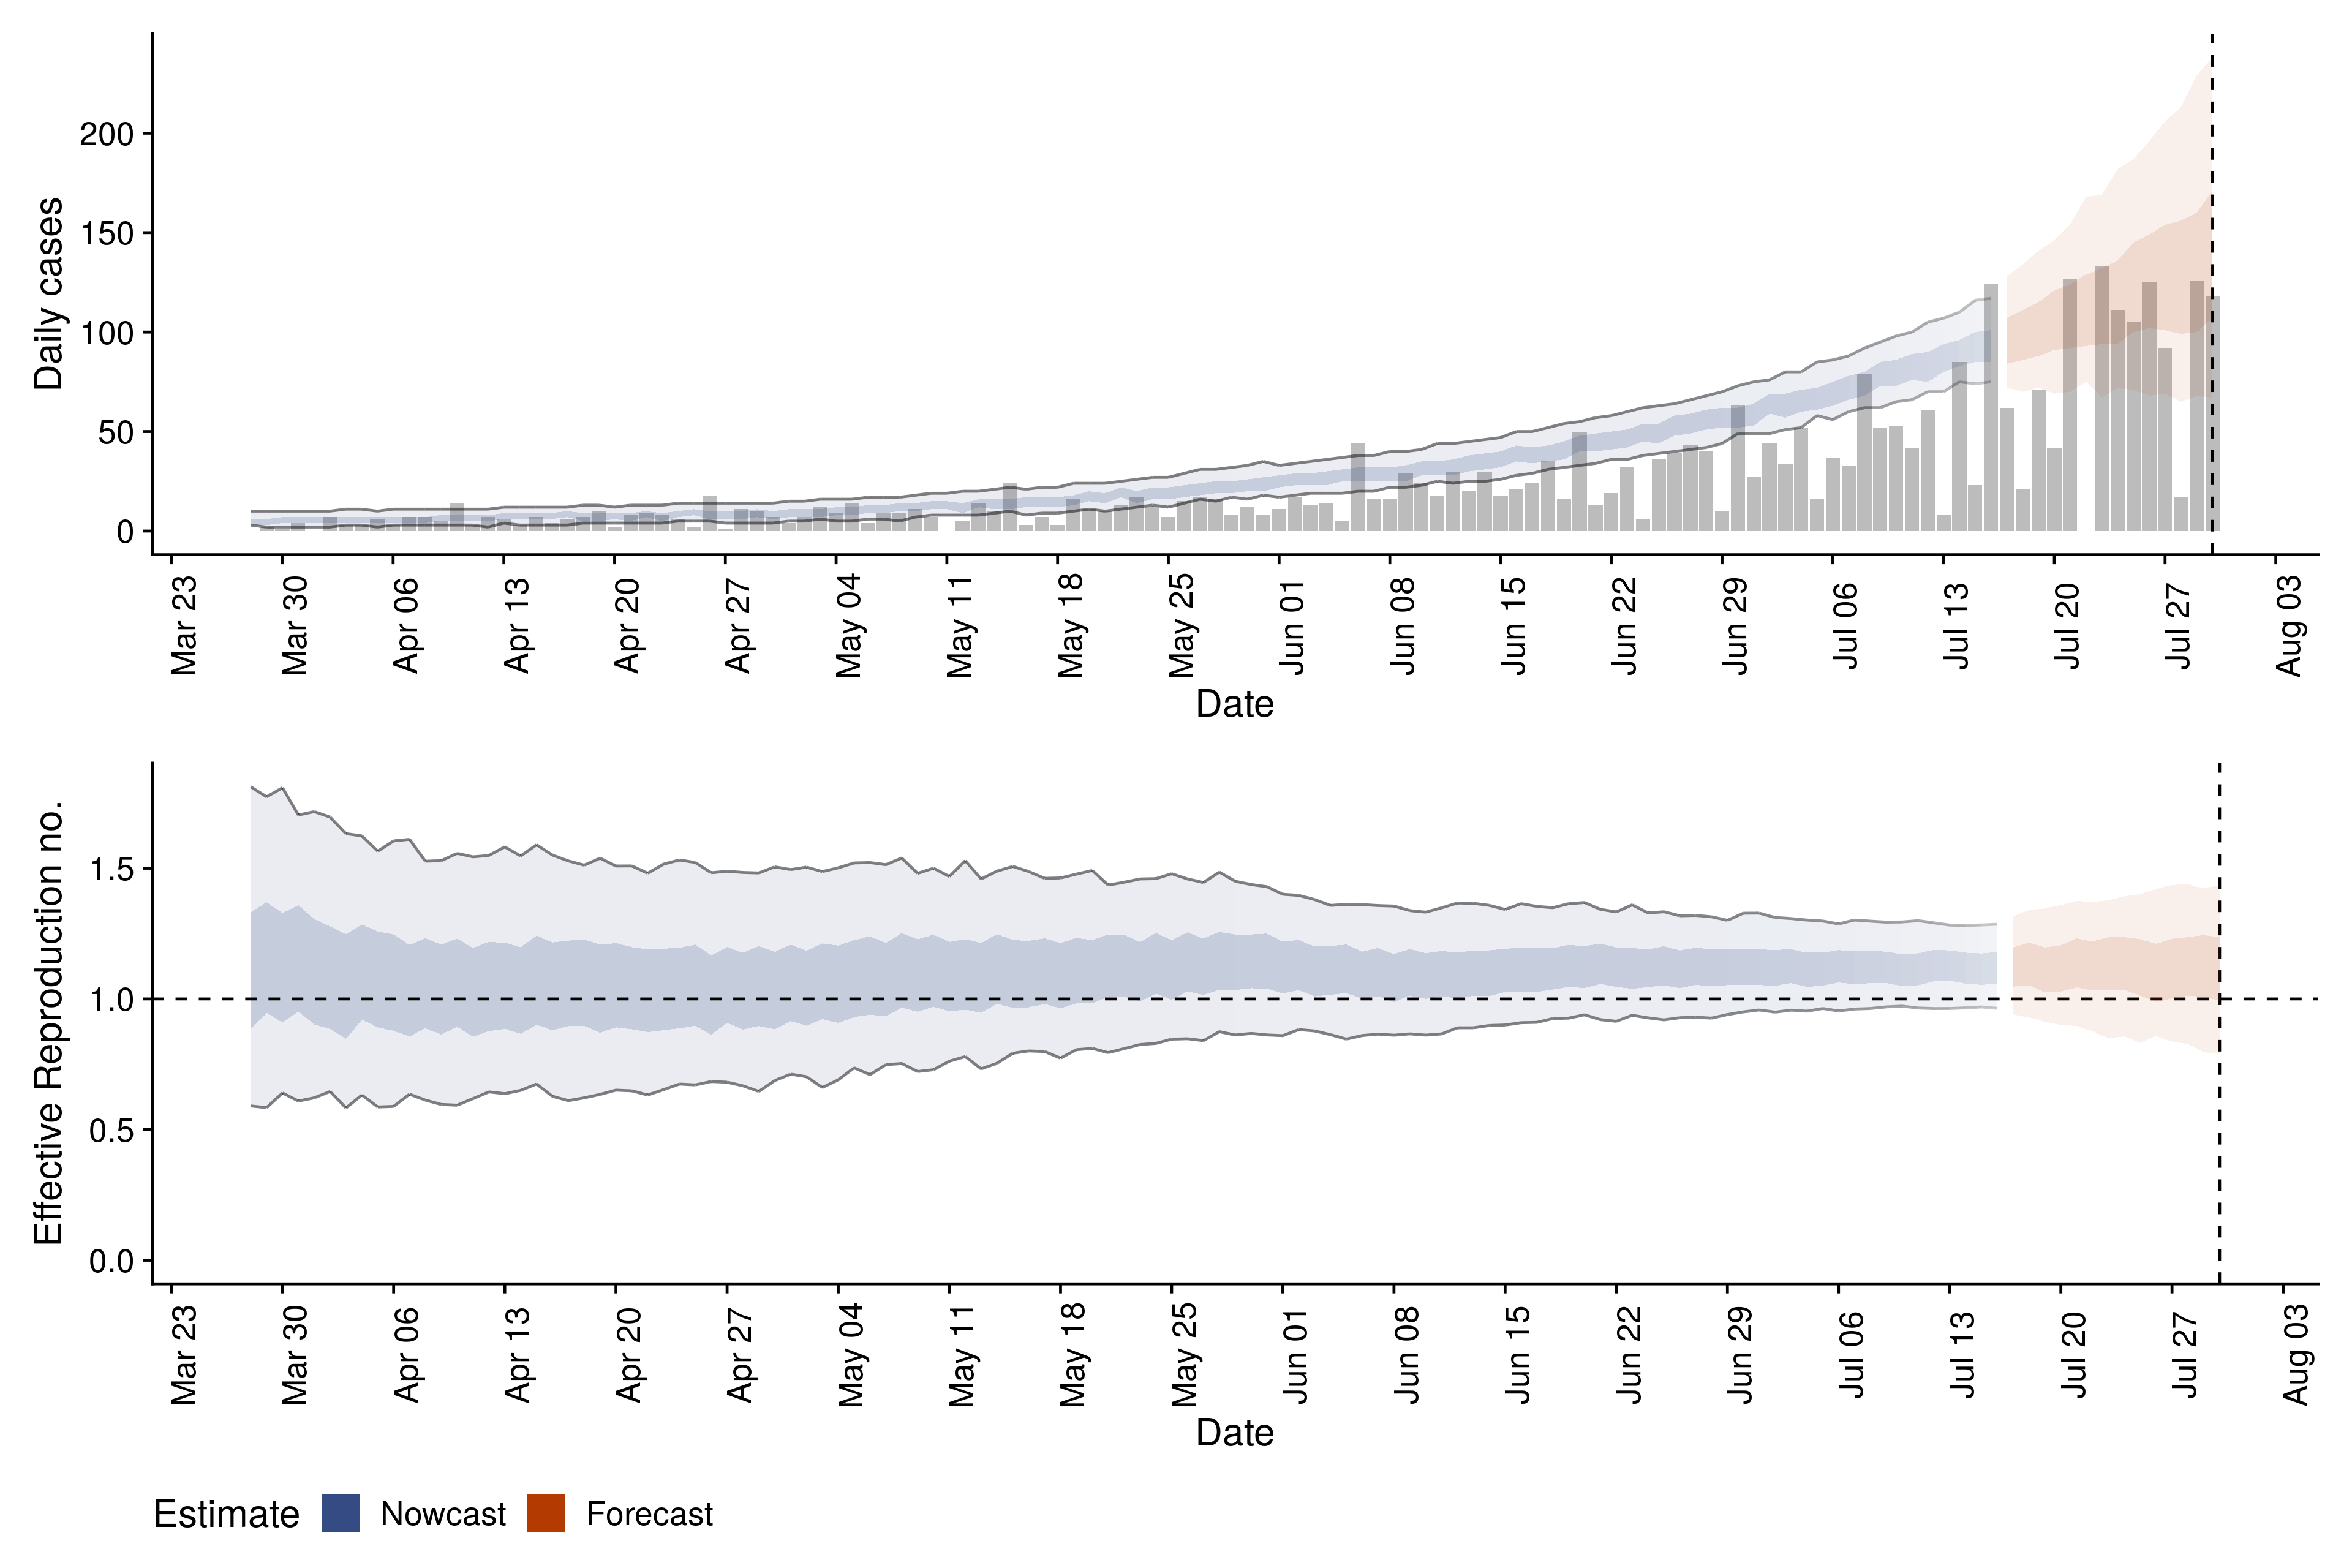 Daily cases
200
150
100
50
0
Mar 23 Mar 30 Apr 06 Apr 13 Apr 20 Apr 27 May 04 May 11 May 18 May 25 Jun 01 Jun 08 Jun 15 Jun 22 Jun 29 Jul 06 Jul 13 Jul 20 Jul 27 Aug 03
Date
Effective Reproduction no.
1.5
1.0
0.5
0.0
Mar 23 Mar 30 Apr 06 Apr 13 Apr 20 Apr 27 May 04 May 11 May 18 May 25 Jun 01 Jun 08 Jun 15 Jun 22 Jun 29 Jul 06 Jul 13 Jul 20 Jul 27 Aug 03
Date
Estimate Nowcast Forecast